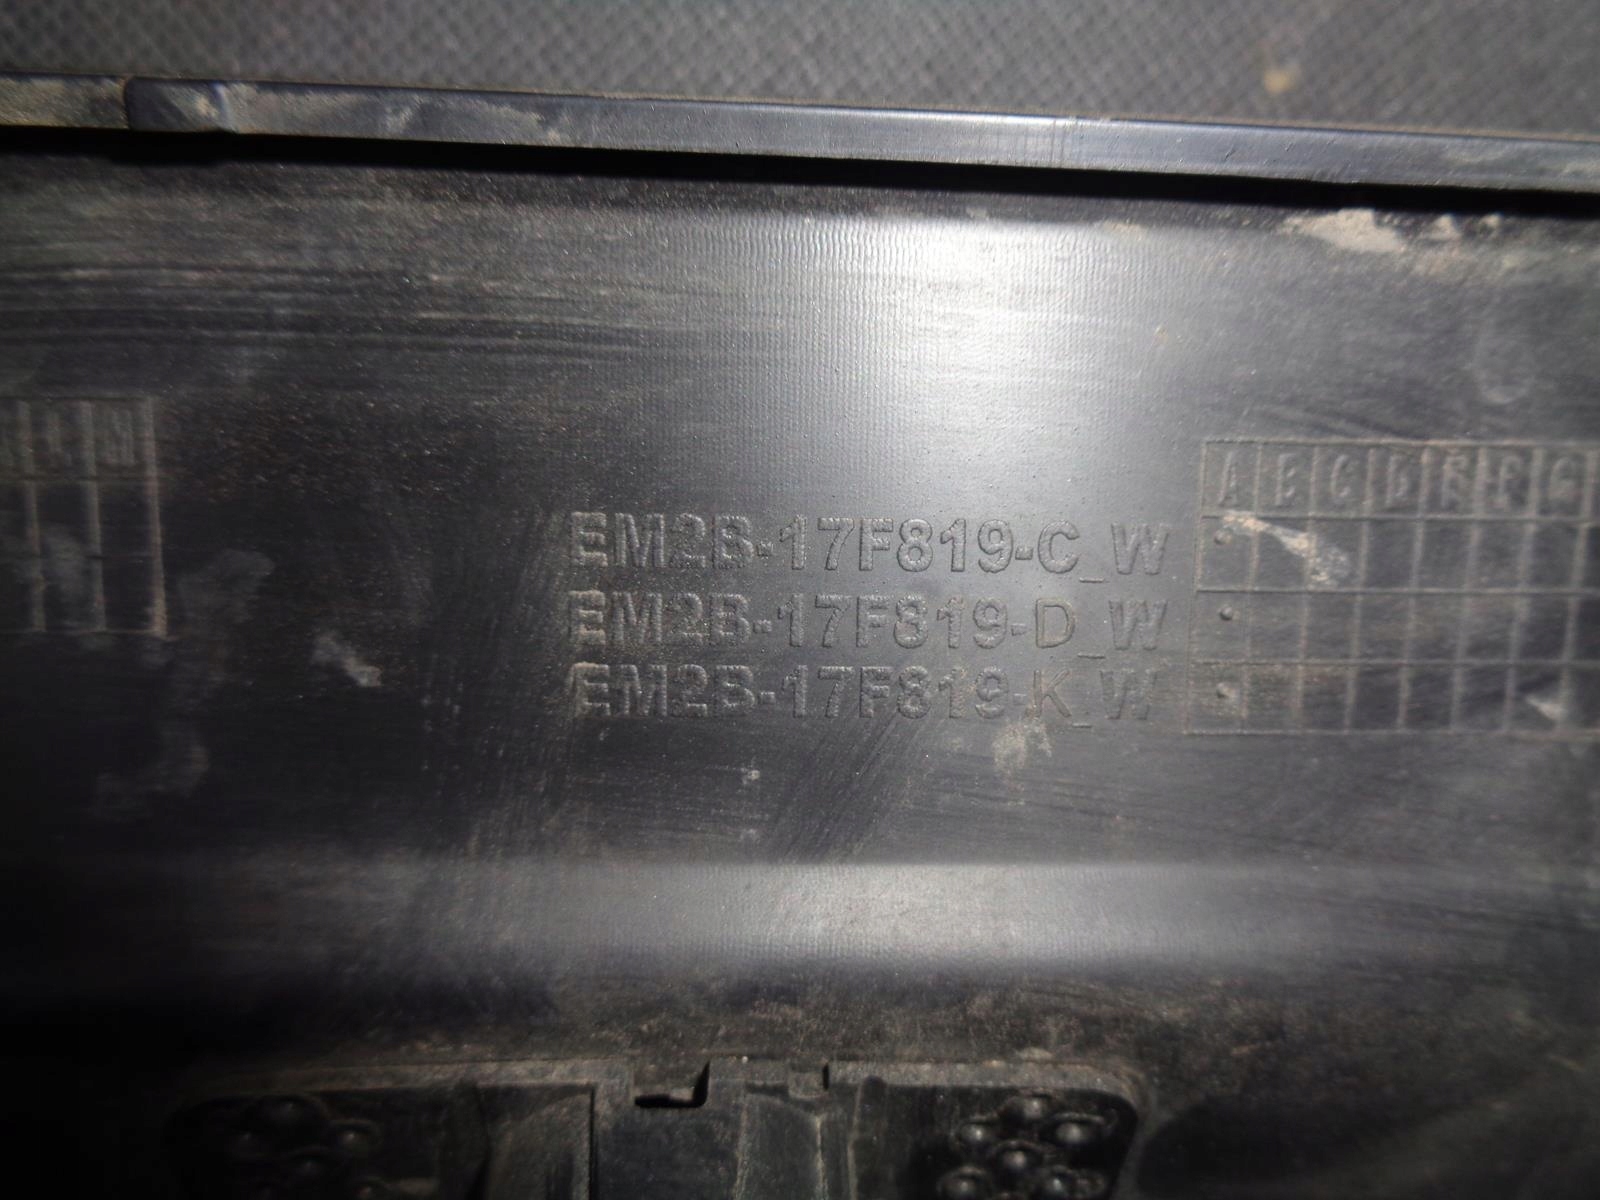 EM2B-17F819-C_W
EM2B-17F819-D_W
EM2B-17F819-K_W
A B C D E F G